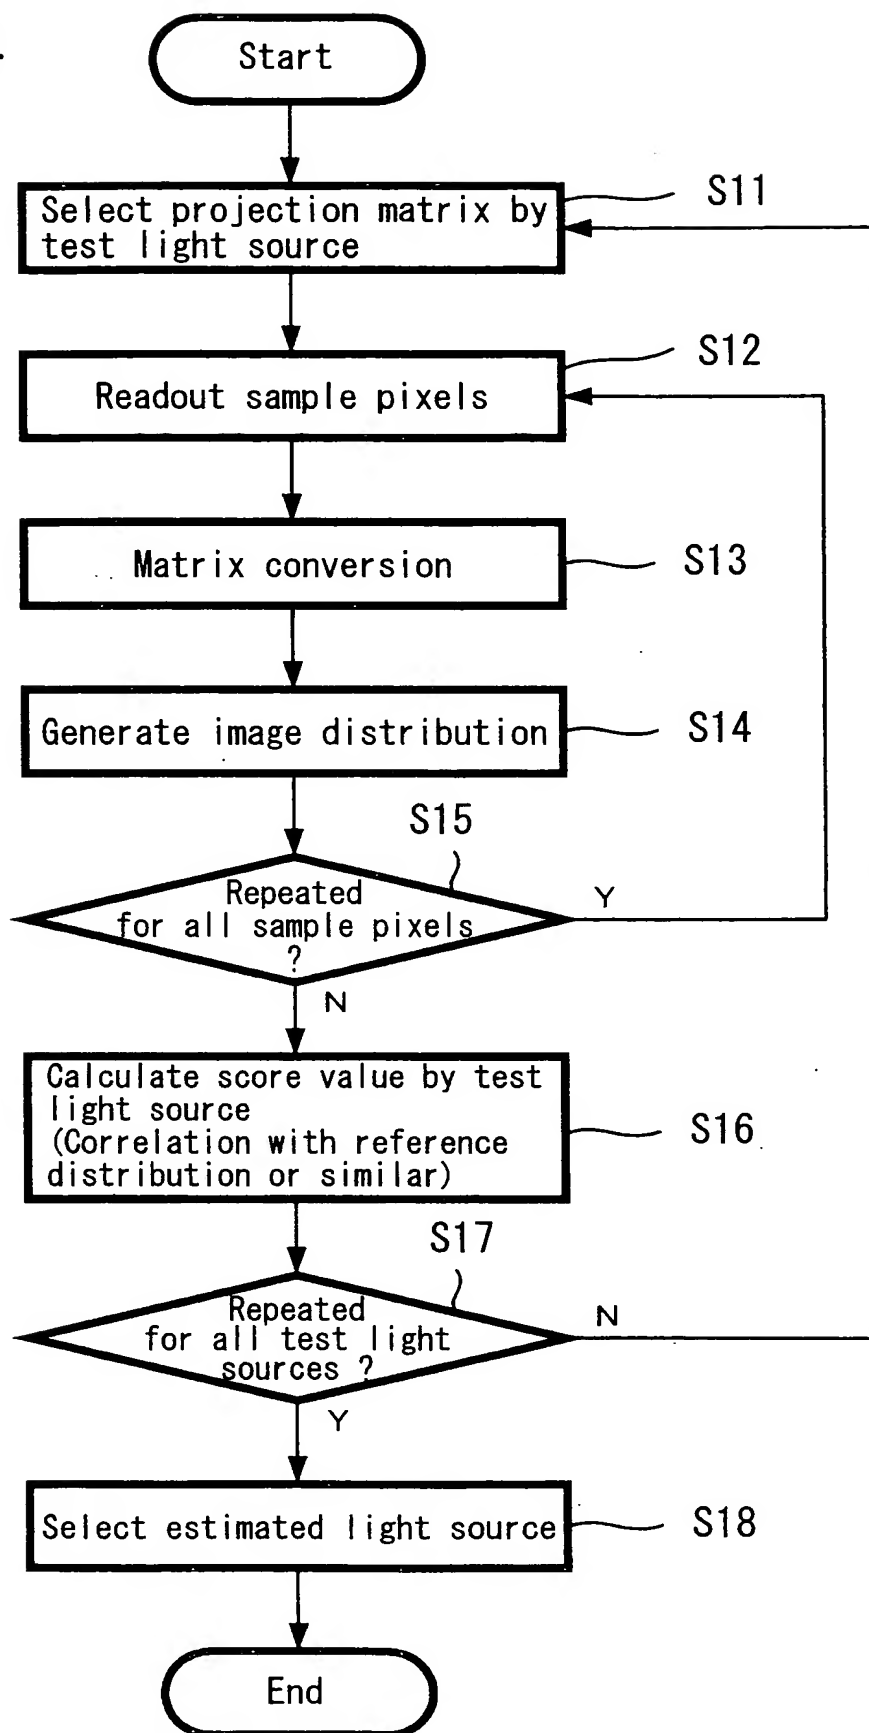 Start
Select projection matrix by
test light source
S11
Readout sample pixels
S12
Matrix conversion
S13
Generate image distribution
S14
S15
Repeated
for all sample pixels
?
Y
N
Calculate score value by test
light source
(Correlation with reference
distribution or similar)
S16
S17
Repeated
for all test light
sources ?
N
Y
Select estimated light source
S18
End